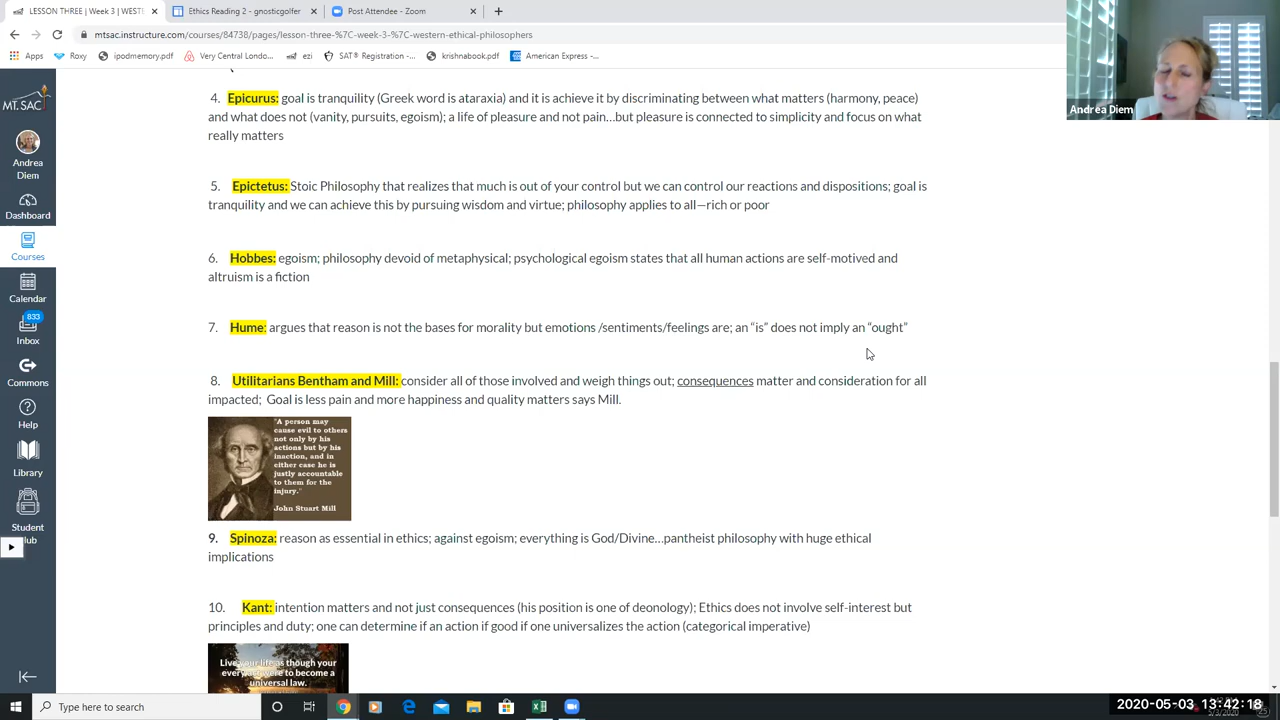 LESSON THREE | Week 3 | WEST
Ethics Reading 2 - gnosticgolfer
Post Attendee - Zoom
mtsac.instructure.com/courses/84738/pages/lesson-three-%7C-week-3-%7C-western-ethical-philosophe
Apps
Roxy
ipodmemory.pdf
Very Central Londo...
ezi
SAT® Registration -...
krishnabook.pdf
American Express -...
MT.SAC
Andrea
Diem
Dashboard
Courses
Calendar
833
Inbox
Commons
Help
Library
Student
lub
Andrea Diem
4. Epicurus: goal is tranquility (Greek word is ataraxia) and it is achieve it by discriminating between what matters (harmony, peace)
and what does not (vanity, pursuits, egoism); a life of pleasure and not pain...but pleasure is connected to simplicity and focus on what
really matters
5. Epictetus: Stoic Philosophy that realizes that much is out of your control but we can control our reactions and dispositions; goal is
tranquility and we can achieve this by pursuing wisdom and virtue; philosophy applies to all—rich or poor
6. Hobbes: egoism; philosophy devoid of metaphysical; psychological egoism states that all human actions are self-motived and
altruism is a fiction
7. Hume: argues that reason is not the bases for morality but emotions /sentiments/feelings are; an “is” does not imply an “ought”
8. Utilitarians Bentham and Mill: consider all of those involved and weigh things out; consequences matter and consideration for all
impacted; Goal is less pain and more happiness and quality matters says Mill.
"A person may
cause evil to others
not only by his
actions but by his
inaction, and in
either case he is
justly accountable
to them for the
injury."
John Stuart Mill
9. Spinoza: reason as essential in ethics; against egoism; everything is God/Divine...pantheist philosophy with huge ethical
implications
10. Kant: intention matters and not just consequences (his position is one of deonology); Ethics does not involve self-interest but
principles and duty; one can determine if an action if good if one universalizes the action (categorical imperative)
Live your life as though your
every act were to become a
universal law.
Type here to search
2020-05-03 13:42:18
5/3/2020
25